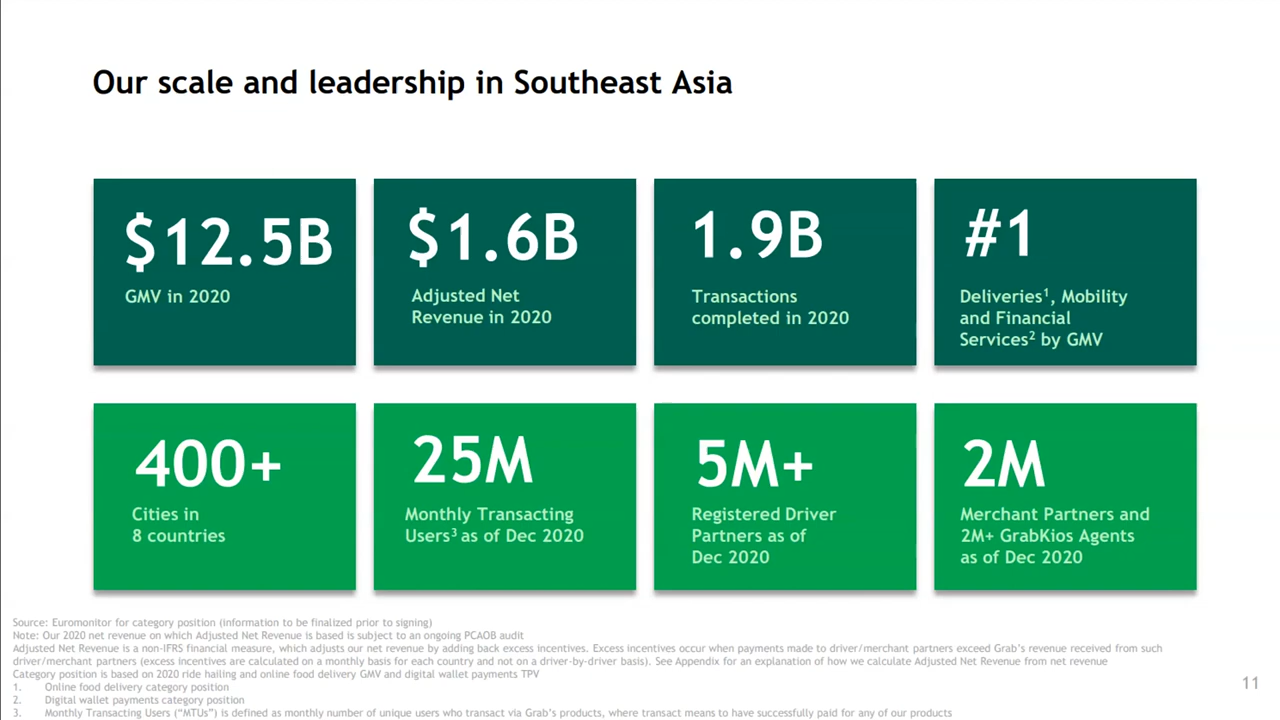 Our scale and leadership in Southeast Asia
$12.5B
GMV in 2020
$1.6B
Adjusted Net
Revenue in 2020
1.9B
Transactions
completed in 2020
#1
Deliveries¹, Mobility
and Financial
Services² by GMV
400+
Cities in
8 countries
25M
Monthly Transacting
Users³ as of Dec 2020
5M+
Registered Driver
Partners as of
Dec 2020
2M
Merchant Partners and
2M+ GrabKios Agents
as of Dec 2020
Source: Euromonitor for category position (information to be finalized prior to signing)
Note: Our 2020 net revenue on which Adjusted Net Revenue is based is subject to an ongoing PCAOB audit
Adjusted Net Revenue is a non-IFRS financial measure, which adjusts our net revenue by adding back excess incentives. Excess incentives occur when payments made to driver/merchant partners exceed Grab's revenue received from such
driver/merchant partners (excess incentives are calculated on a monthly basis for each country and not on a driver-by-driver basis). See Appendix for an explanation of how we calculate Adjusted Net Revenue from net revenue
Category position is based on 2020 ride hailing and online food delivery GMV and digital wallet payments TPV
1. Online food delivery category position
2. Digital wallet payments category position
3. Monthly Transacting Users ("MTUs") is defined as monthly number of unique users who transact via Grab's products, where transact means to have successfully paid for any of our products
11